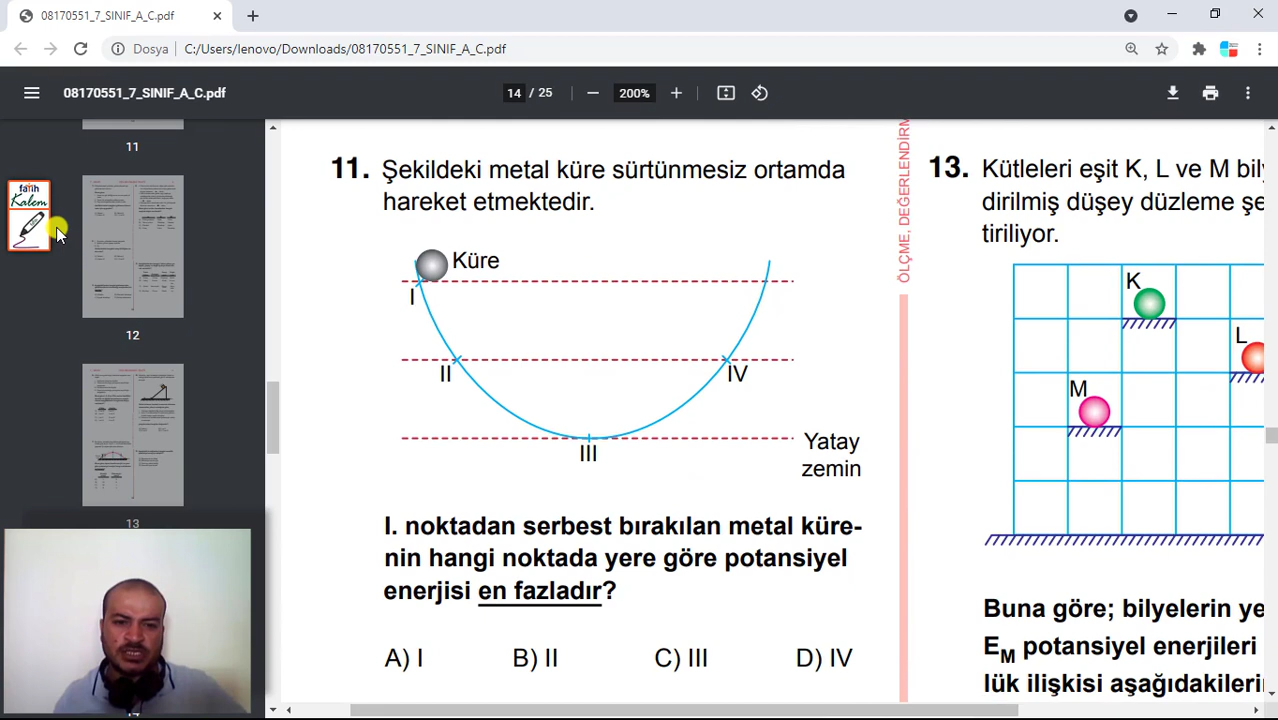 08170551_7_SINIF_A_C.pdf
Dosya
C:/Users/lenovo/Downloads/08170551_7_SINIF_A_C.pdf
08170551_7_SINIF_A_C.pdf
14 / 25
200%
11
12
13
fatih
Kalem
11. Şekildeki metal küre sürtünmesiz ortamda
hareket etmektedir.
Küre
I
II
IV
III
Yatay
zemin
I. noktadan serbest bırakılan metal küre-
nin hangi noktada yere göre potansiyel
enerjisi en fazladır?
A) I
B) II
C) III
D) IV
ÖLÇME, DEĞERLENDİRM
13. Kütleleri eşit K, L ve M bily
dirilmiş düşey düzleme şe
tiriliyor.
K
L
M
Buna göre; bilyelerin ye
EM potansiyel enerjileri
lük ilişkisi aşağıdakileri